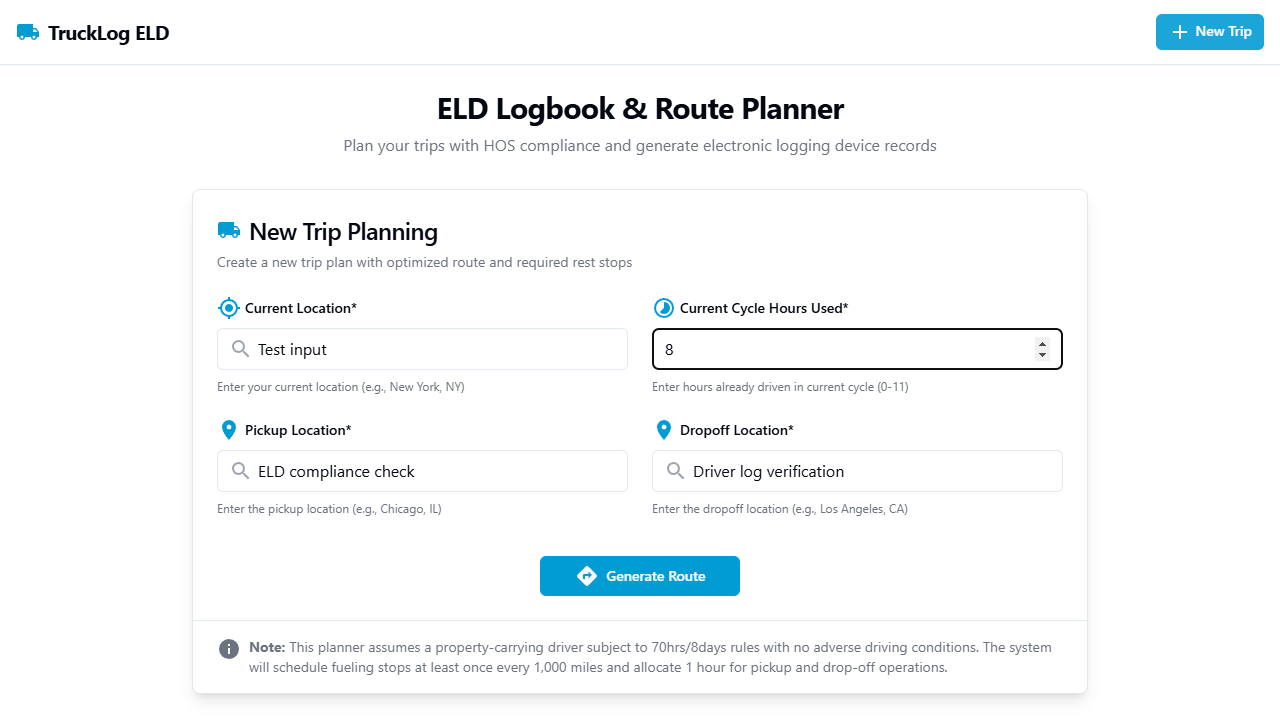 TruckLog ELD
New Trip
ELD Logbook & Route Planner
Plan your trips with HOS compliance and generate electronic logging device records
New Trip Planning
Create a new trip plan with optimized route and required rest stops
Current Location*
Test input
Enter your current location (e.g., New York, NY)
Current Cycle Hours Used*
8
Enter hours already driven in current cycle (0-11)
Pickup Location*
ELD compliance check
Enter the pickup location (e.g., Chicago, IL)
Dropoff Location*
Driver log verification
Enter the dropoff location (e.g., Los Angeles, CA)
Generate Route
Note: This planner assumes a property-carrying driver subject to 70hrs/8days rules with no adverse driving conditions. The system
will schedule fueling stops at least once every 1,000 miles and allocate 1 hour for pickup and drop-off operations.